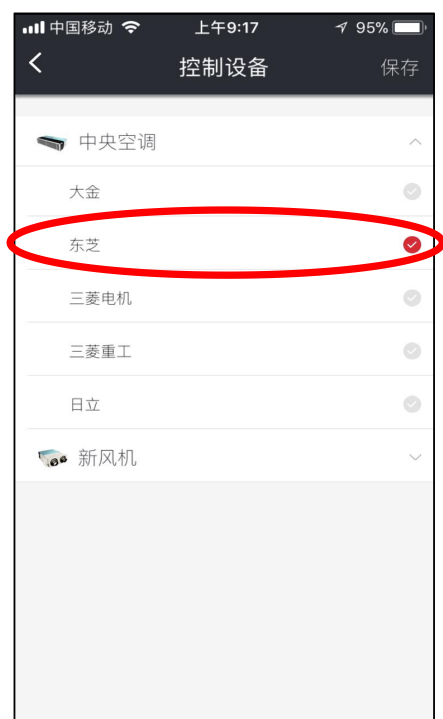 中国移动 上午9:17 95%
控制设备 保存
中央空调
大金
东芝
三菱电机
三菱重工
日立
新风机